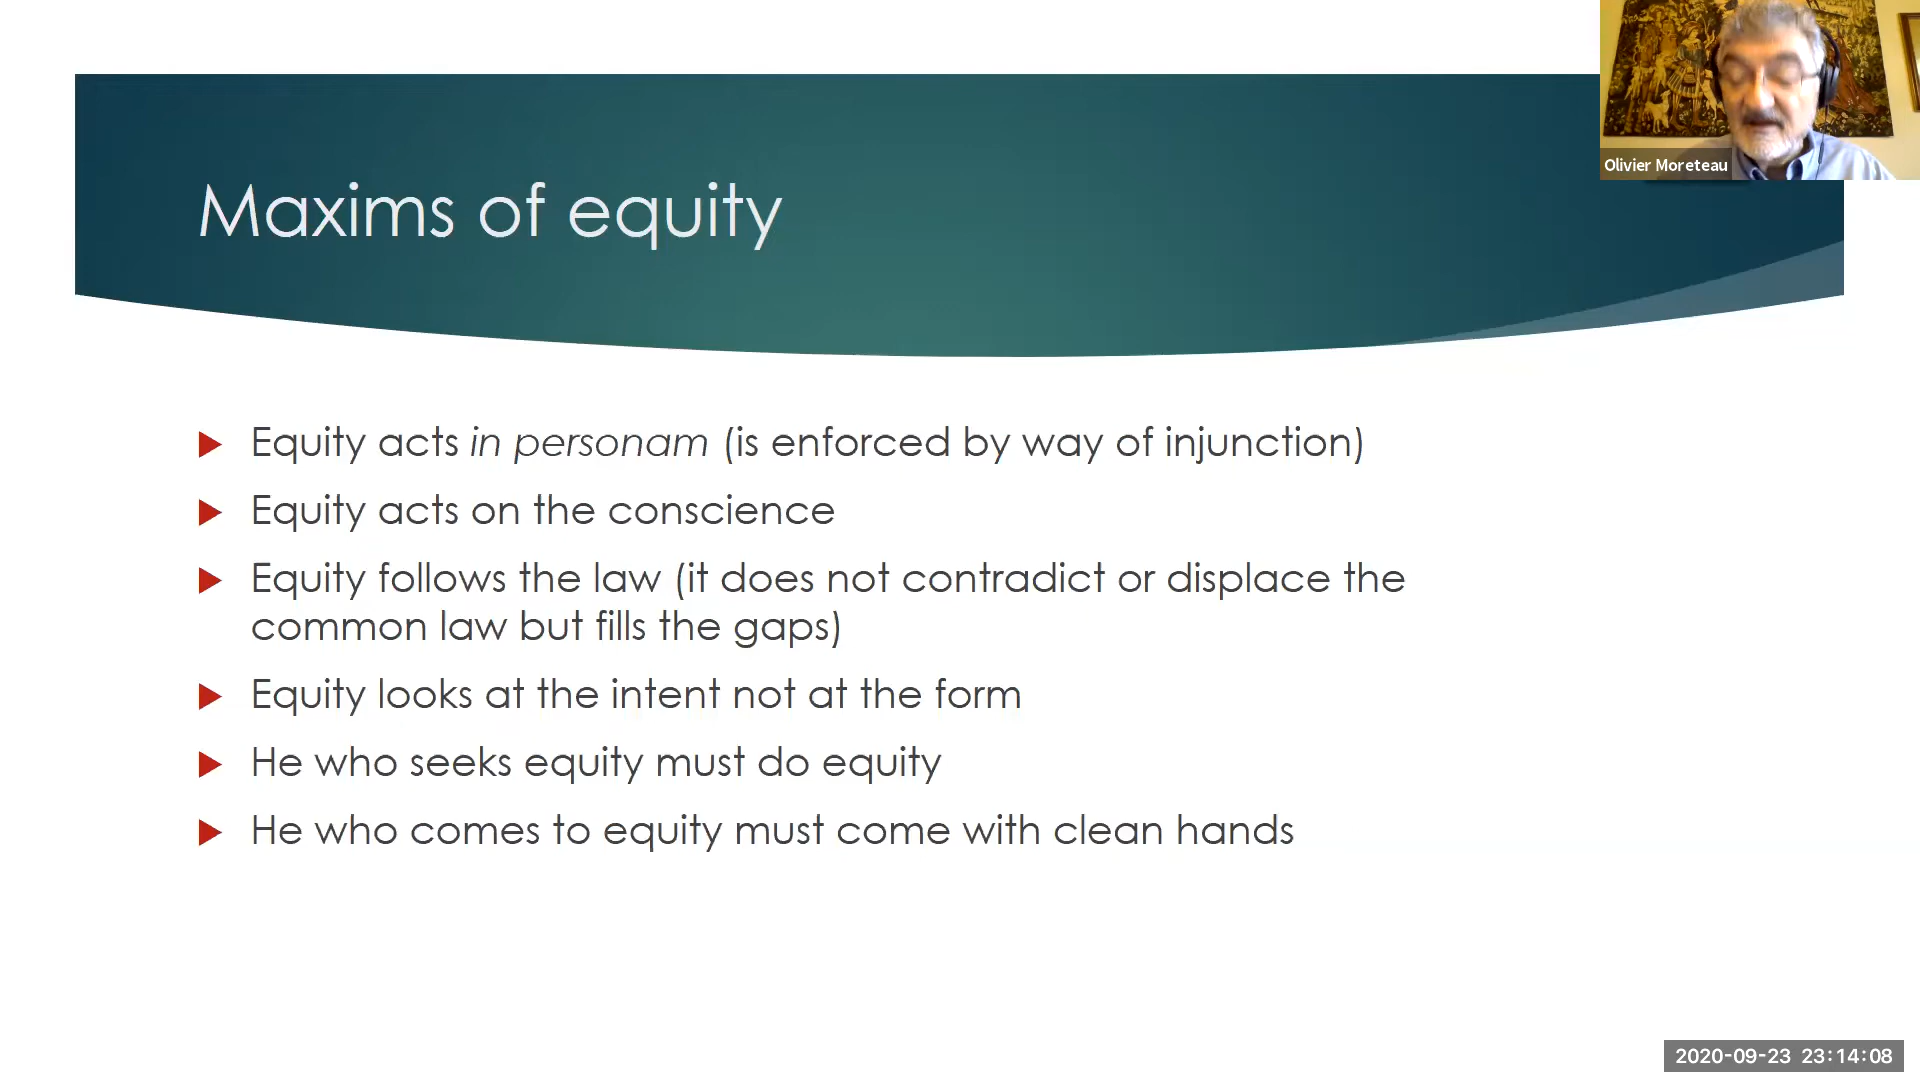 Olivier Moreteau
Maxims of equity
Equity acts in personam (is enforced by way of injunction)
Equity acts on the conscience
Equity follows the law (it does not contradict or displace the
common law but fills the gaps)
Equity looks at the intent not at the form
He who seeks equity must do equity
He who comes to equity must come with clean hands
2020-09-23 23:14:08